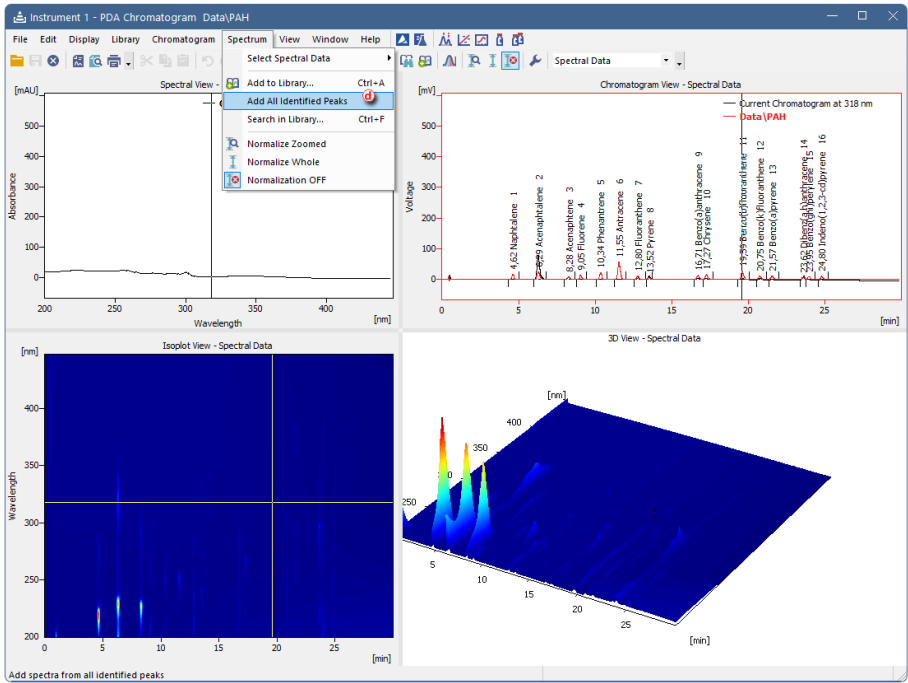 Instrument 1 - PDA Chromatogram Data\PAH
File Edit Display Library Chromatogram Spectrum View Window Help
Spectral Data
Select Spectral Data
Add to Library... Ctrl+A
Add All Identified Peaks d
Search in Library... Ctrl+F
Normalize Zoomed
Normalize Whole
Normalization OFF
Spectral View -
[mAU]
Absorbance
500
400
300
200
100
0
200 250 300 350 400
Wavelength [nm]
Chromatogram View - Spectral Data
[mV]
Current Chromatogram at 318 nm
Data\PAH
Voltage
500
400
300
200
100
0
4,62 Naphtalene 1
6,29 Acenaphtalene 2
8,28 Acenaphtene 3
9,05 Fluorene 4
10,34 Phenantrene 5
11,55 Antracene 6
12,80 Fluoranthene 7
13,52 Pyrene 8
16,71 Benzo(a)anthracene 9
17,27 Chrysene 10
11
20,75 Benzo(k)fluoranthene 12
21,57 Benzo(a)pyrene 13
14
15
24,80 Indeno(1,2,3-cd)pyrene 16
0 5 10 15 20 25
[min]
Isoplot View - Spectral Data
[nm]
Wavelength
400
350
300
250
200
0 5 10 15 20 25
[min]
3D View - Spectral Data
[nm]
400
350
250
5
10
15
20
25
[min]
Add spectra from all identified peaks